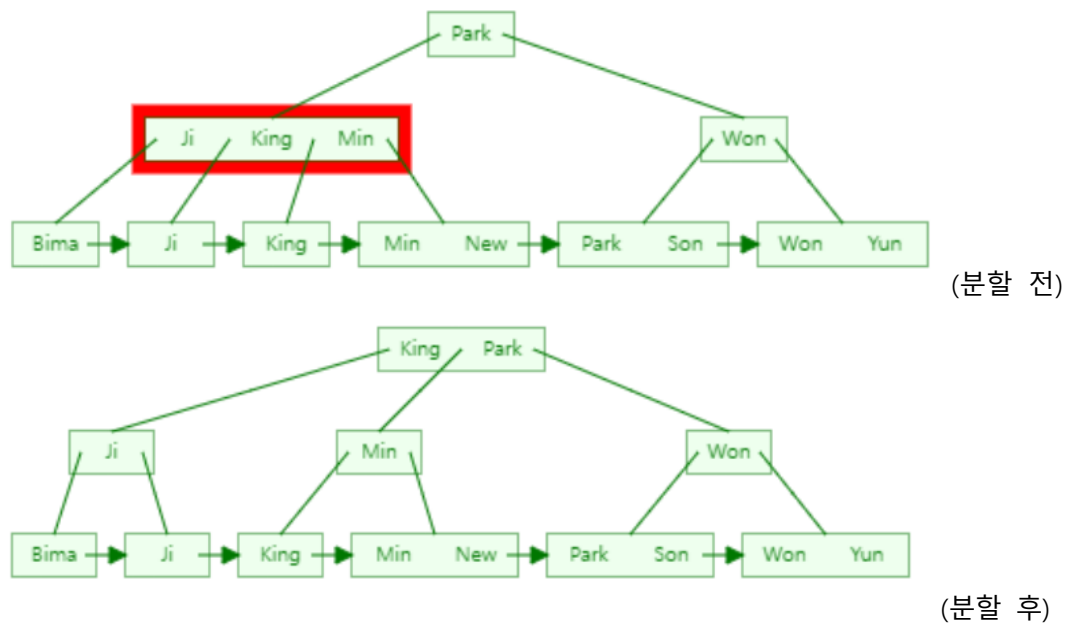 Park
Ji King Min Won
Bima Ji King Min New Park Son Won Yun
(분할 전)
King Park
Ji Min Won
Bima Ji King Min New Park Son Won Yun
(분할 후)